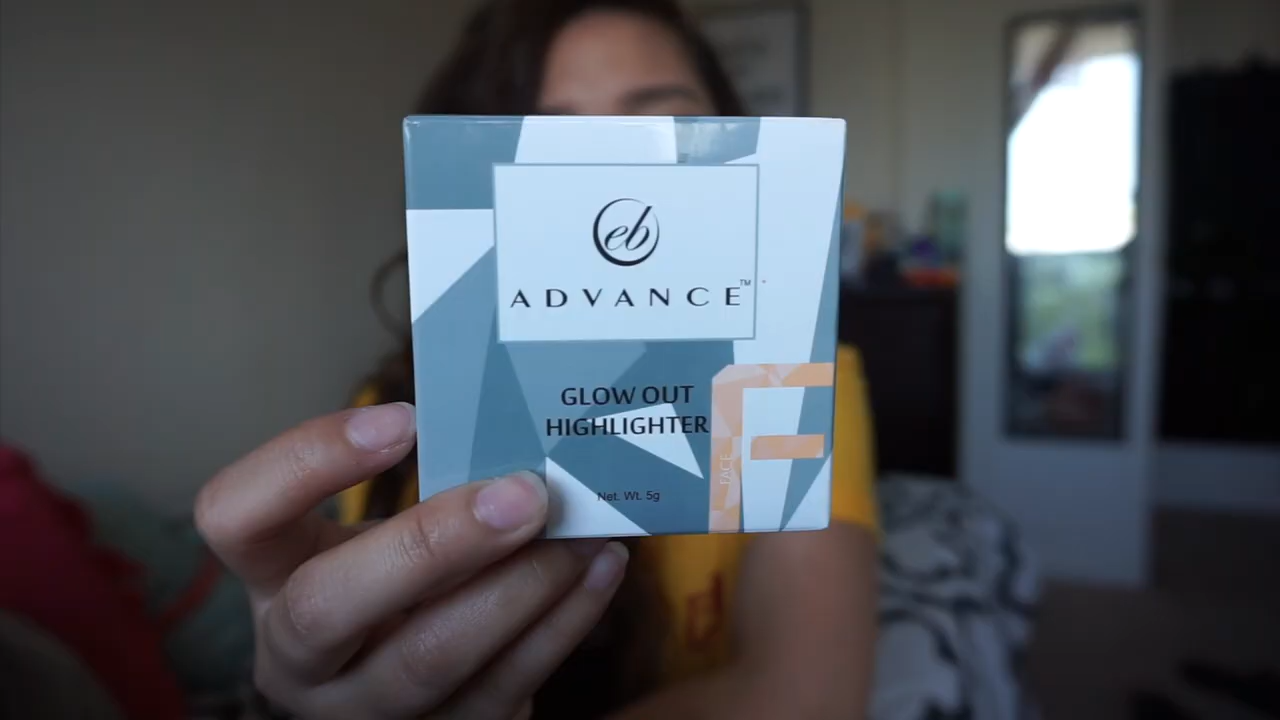 eb
ADVANCE™
GLOW OUT
HIGHLIGHTER
Net. Wt. 5g
FACE
F